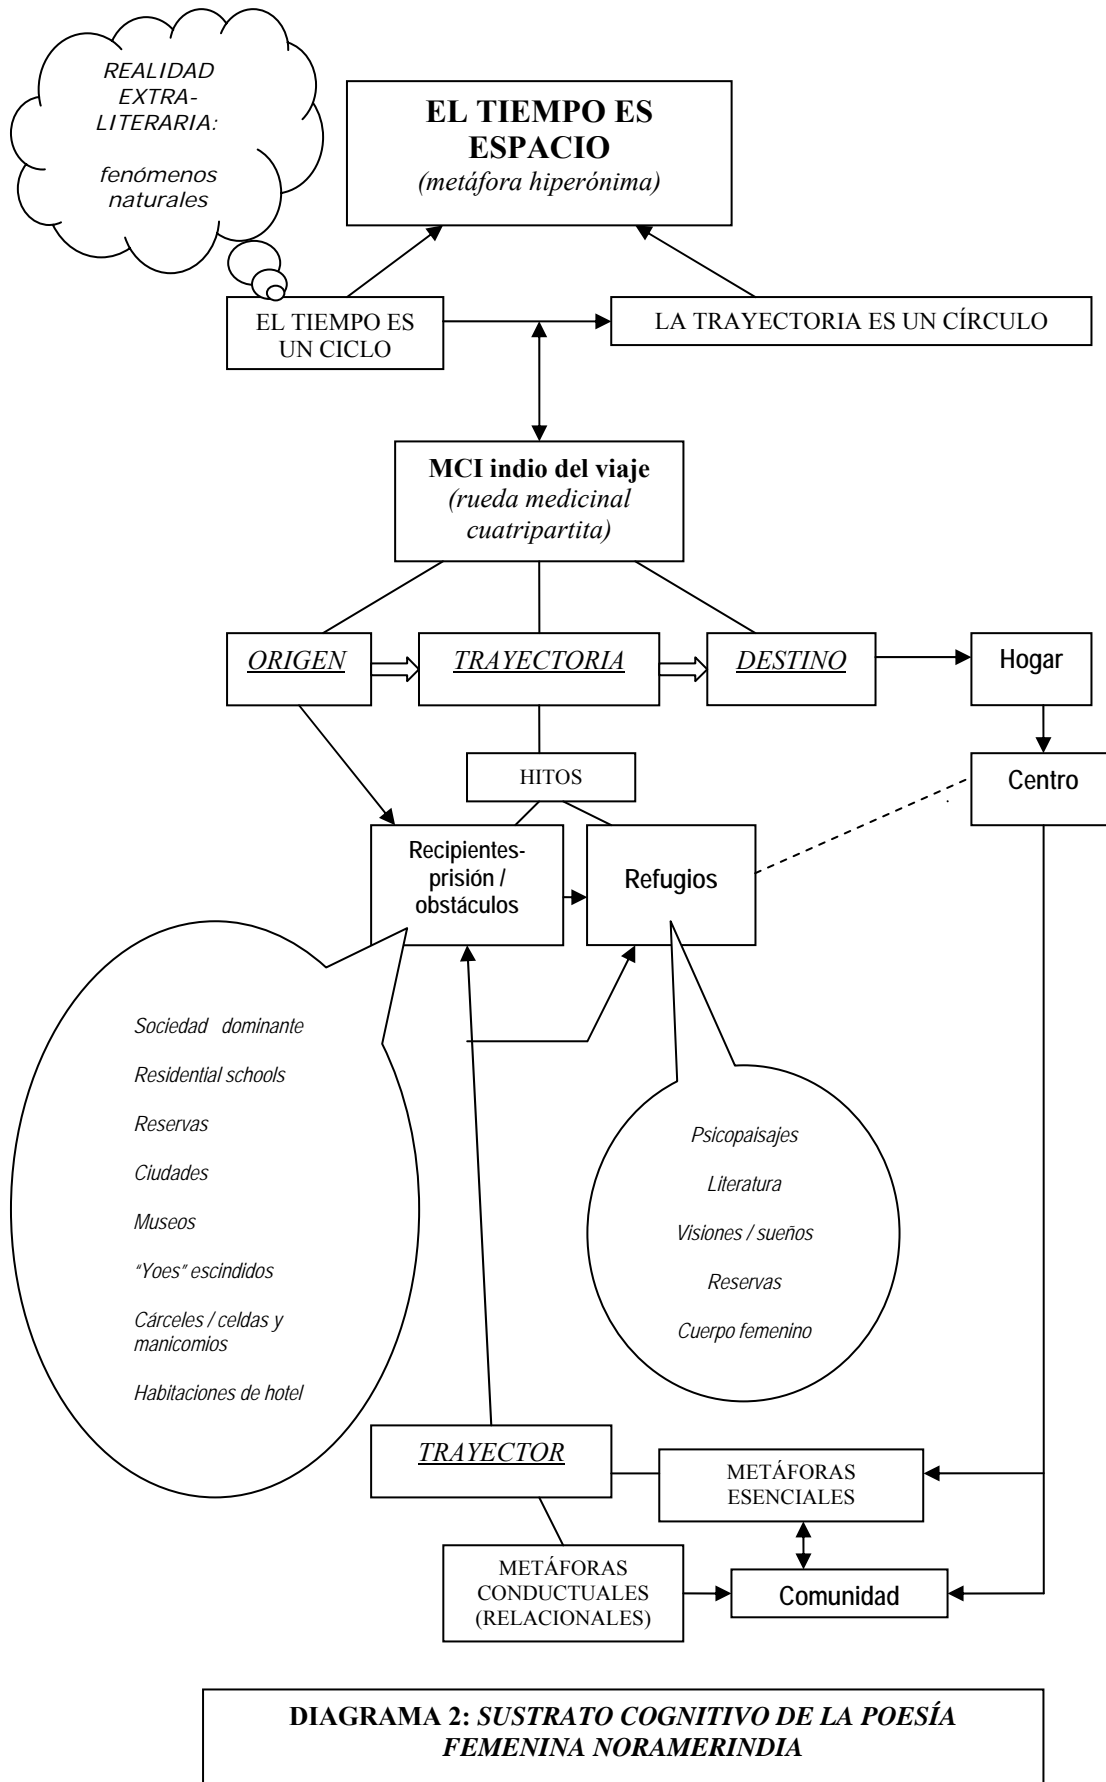 REALIDAD
EXTRA-
LITERARIA:
fenómenos
naturales
EL TIEMPO ES
ESPACIO
(metáfora hiperónima)
EL TIEMPO ES
UN CICLO
LA TRAYECTORIA ES UN CÍRCULO
MCI indio del viaje
(rueda medicinal
cuatripartita)
ORIGEN
TRAYECTORIA
DESTINO
Hogar
HITOS
Centro
Recipientes-
prisión /
obstáculos
Refugios
Sociedad dominante
Residential schools
Reservas
Ciudades
Museos
“Yoes” escindidos
Cárceles / celdas y
manicomios
Habitaciones de hotel
Psicopaisajes
Literatura
Visiones / sueños
Reservas
Cuerpo femenino
TRAYECTOR
METÁFORAS
ESENCIALES
METÁFORAS
CONDUCTUALES
(RELACIONALES)
Comunidad
DIAGRAMA 2: SUSTRATO COGNITIVO DE LA POESÍA
FEMENINA NORAMERINDIA